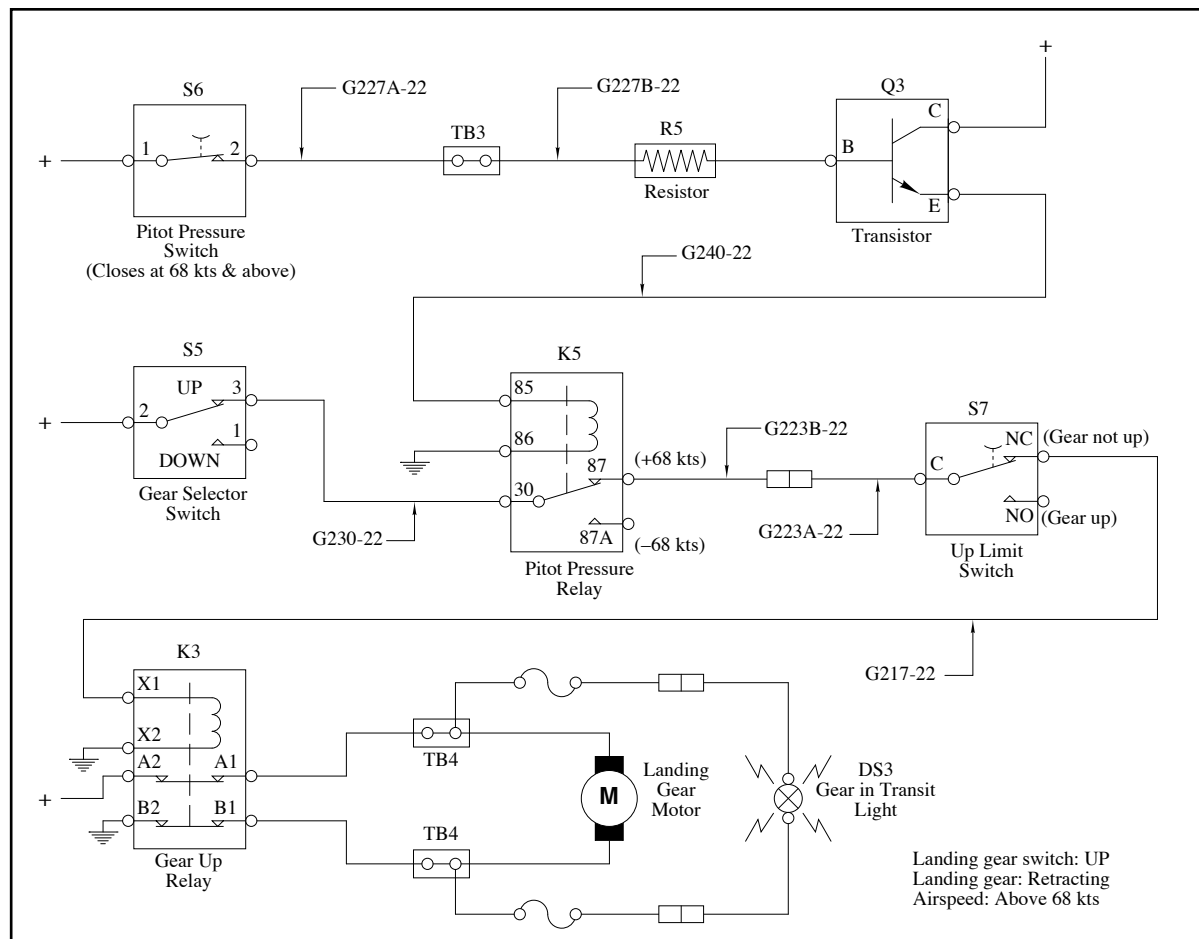 +
S6
G227A-22
G227B-22
Q3
C
TB3
R5
+
1
2
B
Resistor
E
Pitot Pressure
Switch
(Closes at 68 kts & above)
Transistor
G240-22
S5
K5
UP
3
85
S7
+
2
1
G223B-22
NC
(Gear not up)
DOWN
86
(+68 kts)
87
C
Gear Selector
Switch
30
NO
(Gear up)
G230-22
87A
(–68 kts)
G223A-22
Up Limit
Switch
Pitot Pressure
Relay
K3
X1
G217-22
X2
A2
A1
TB4
Landing
Gear
Motor
DS3
Gear in Transit
Light
+
M
B2
B1
TB4
Gear Up
Relay
Landing gear switch: UP
Landing gear: Retracting
Airspeed: Above 68 kts